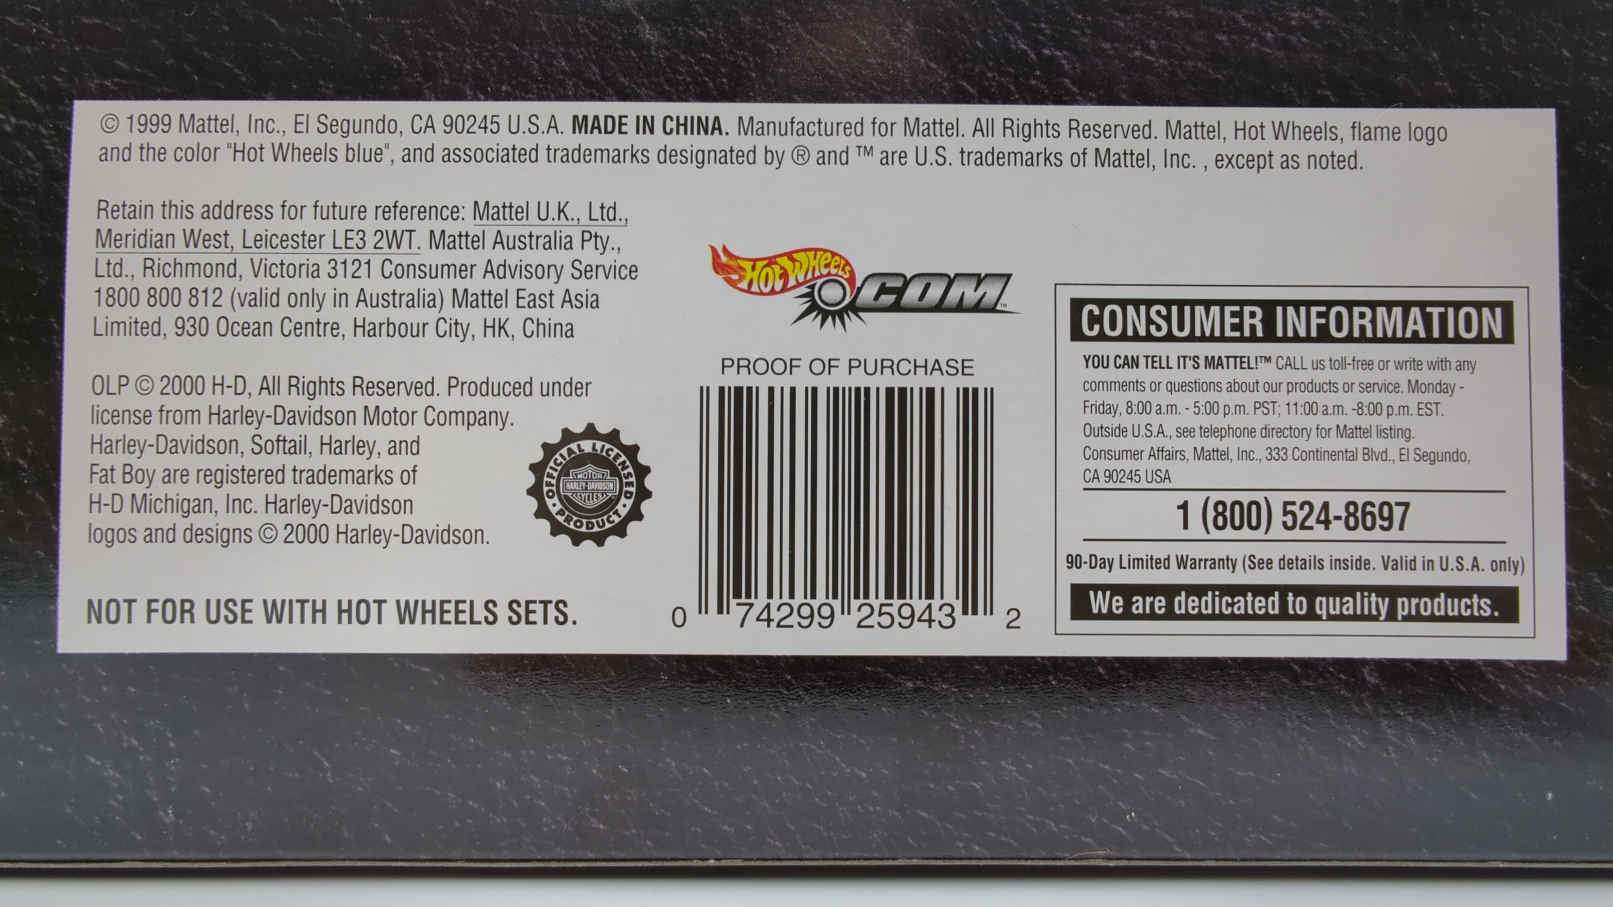 © 1999 Mattel, Inc., El Segundo, CA 90245 U.S.A. MADE IN CHINA. Manufactured for Mattel. All Rights Reserved. Mattel, Hot Wheels, flame logo
and the color "Hot Wheels blue", and associated trademarks designated by ® and ™ are U.S. trademarks of Mattel, Inc. , except as noted.
Retain this address for future reference: Mattel U.K., Ltd.,
Meridian West, Leicester LE3 2WT. Mattel Australia Pty.,
Ltd., Richmond, Victoria 3121 Consumer Advisory Service
1800 800 812 (valid only in Australia) Mattel East Asia
Limited, 930 Ocean Centre, Harbour City, HK, China
OLP © 2000 H-D, All Rights Reserved. Produced under
license from Harley-Davidson Motor Company.
Harley-Davidson, Softail, Harley, and
Fat Boy are registered trademarks of
H-D Michigan, Inc. Harley-Davidson
logos and designs © 2000 Harley-Davidson.
OFFICIAL LICENSED
MOTOR
HARLEY-DAVIDSON
CYCLES
PRODUCT
NOT FOR USE WITH HOT WHEELS SETS.
Hot Wheels .COM™
PROOF OF PURCHASE
0 74299 25943 2
CONSUMER INFORMATION
YOU CAN TELL IT'S MATTEL!™ CALL us toll-free or write with any
comments or questions about our products or service. Monday -
Friday, 8:00 a.m. - 5:00 p.m. PST; 11:00 a.m. -8:00 p.m. EST.
Outside U.S.A., see telephone directory for Mattel listing.
Consumer Affairs, Mattel, Inc., 333 Continental Blvd., El Segundo,
CA 90245 USA
1 (800) 524-8697
90-Day Limited Warranty (See details inside. Valid in U.S.A. only)
We are dedicated to quality products.